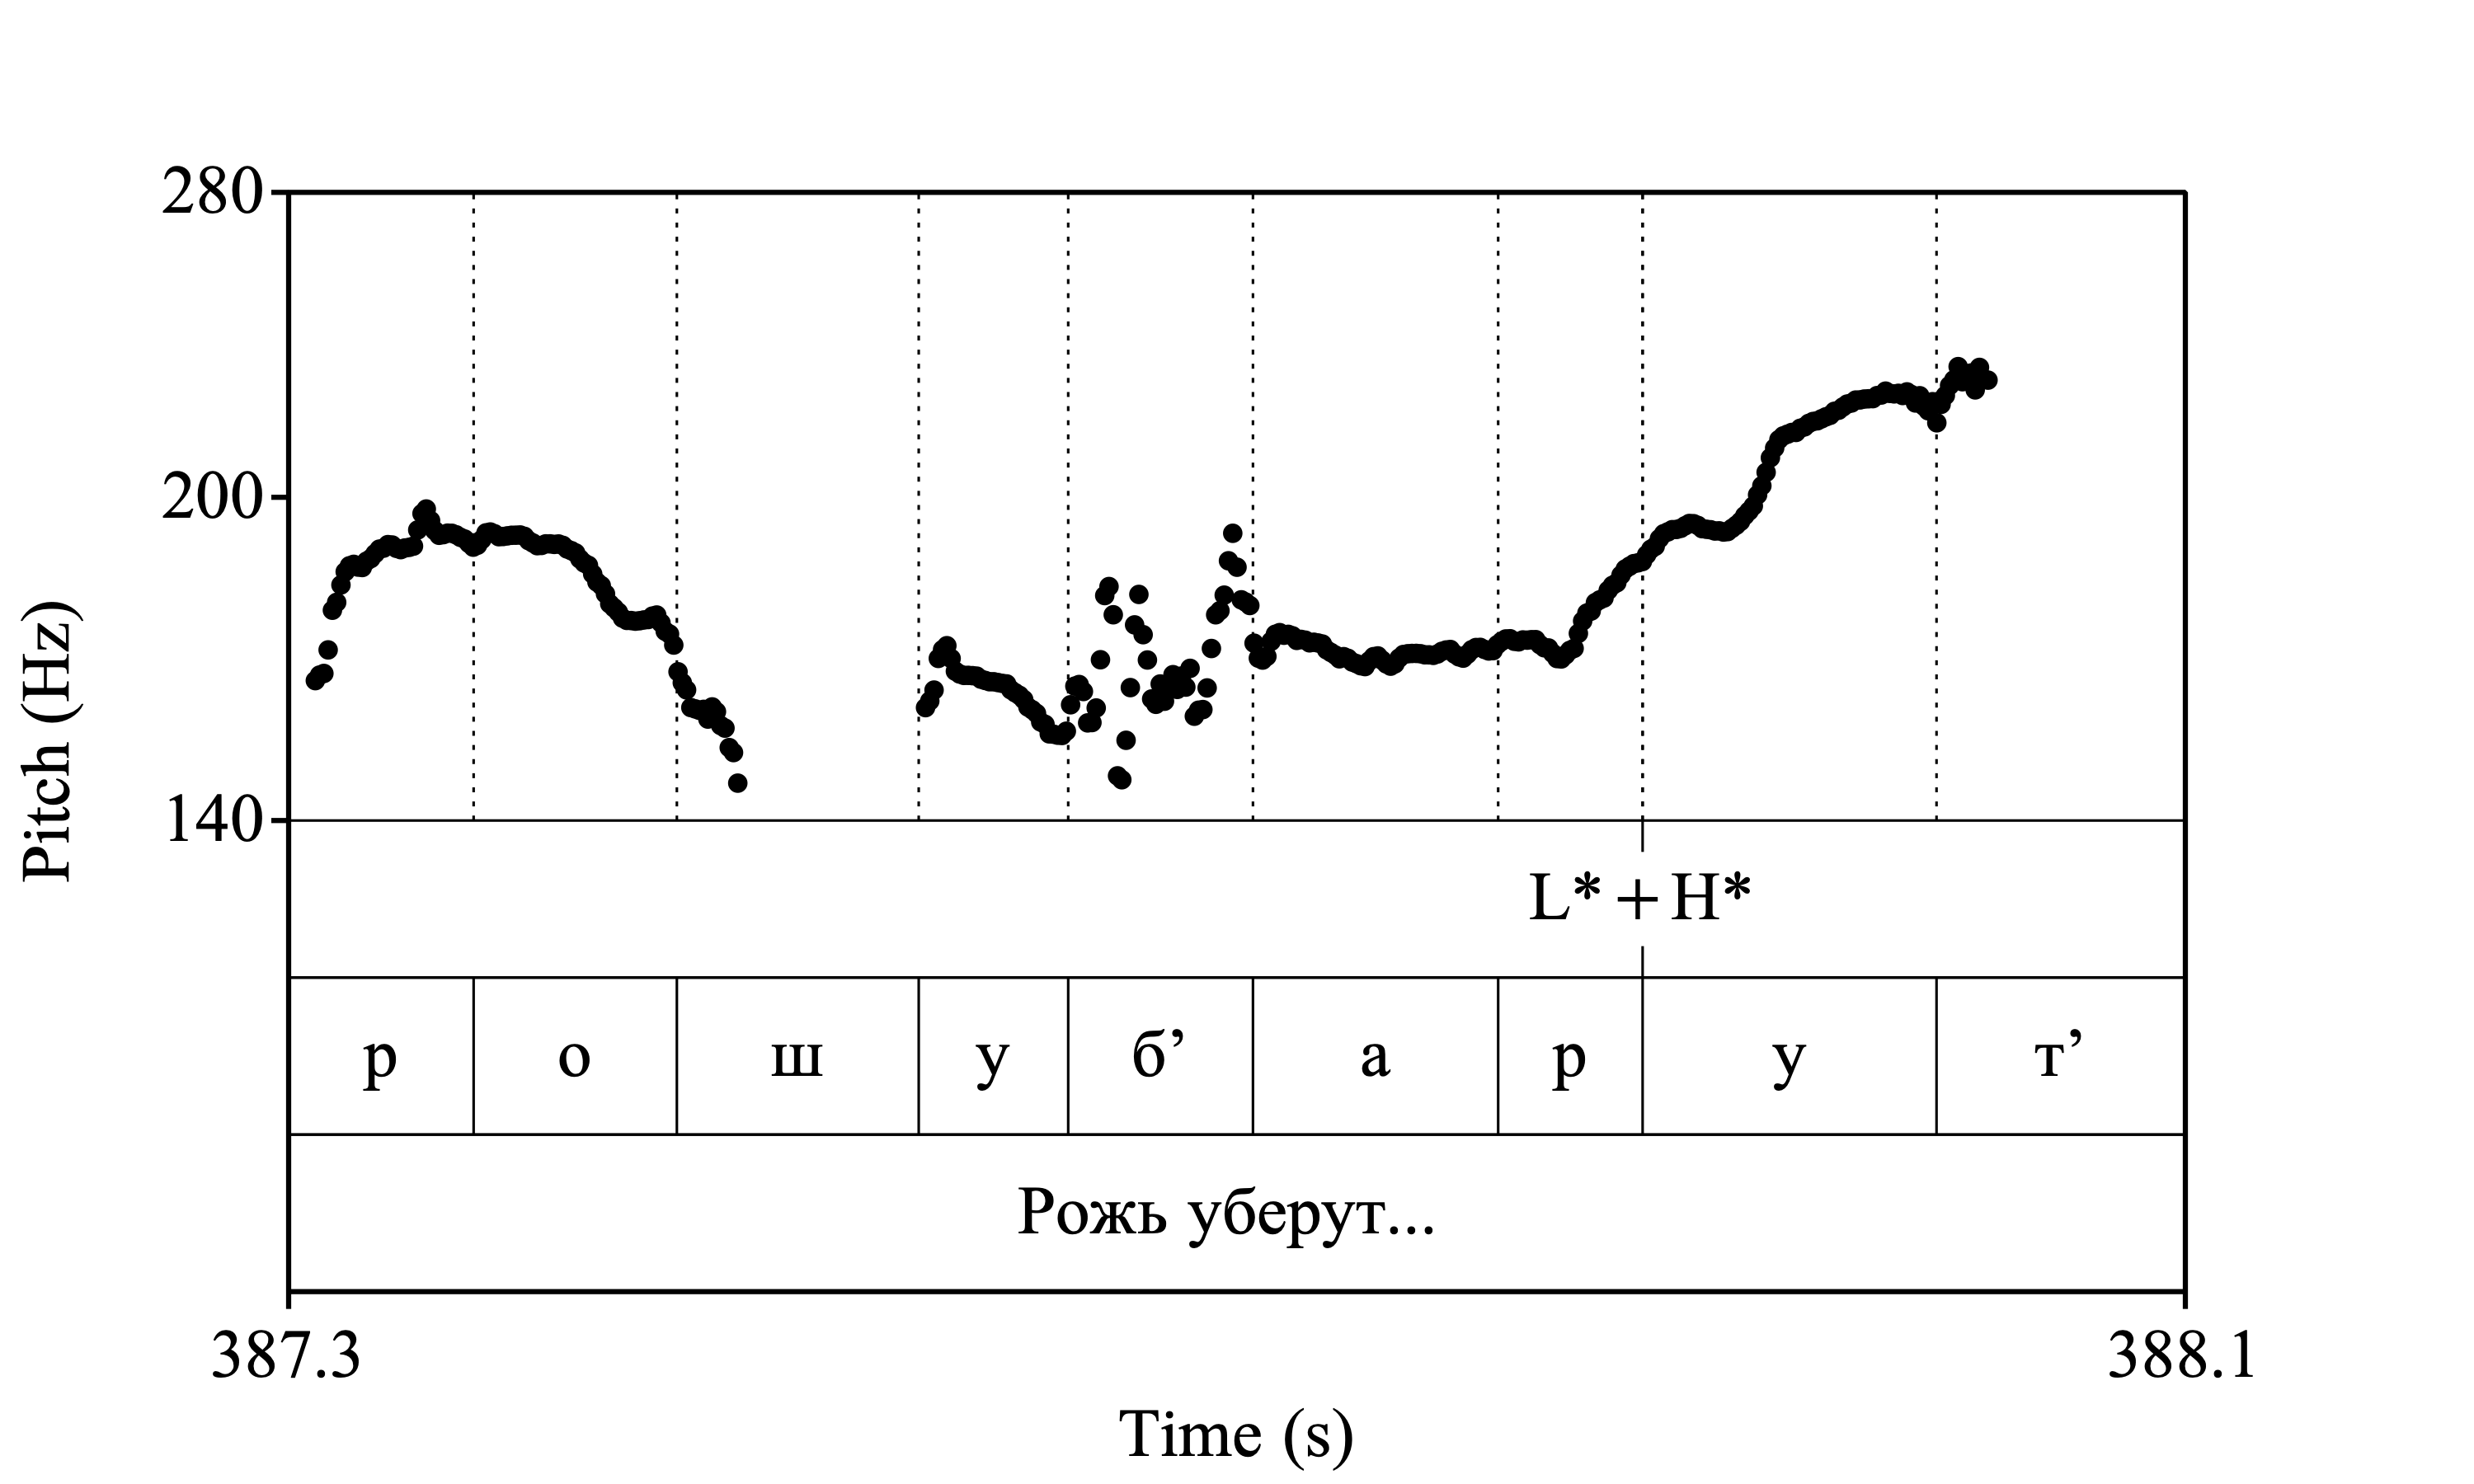 280
200
140
Pitch (Hz)
L* + H*
р о ш у б’ а р у т’
Рожь уберут...
387.3 388.1
Time (s)